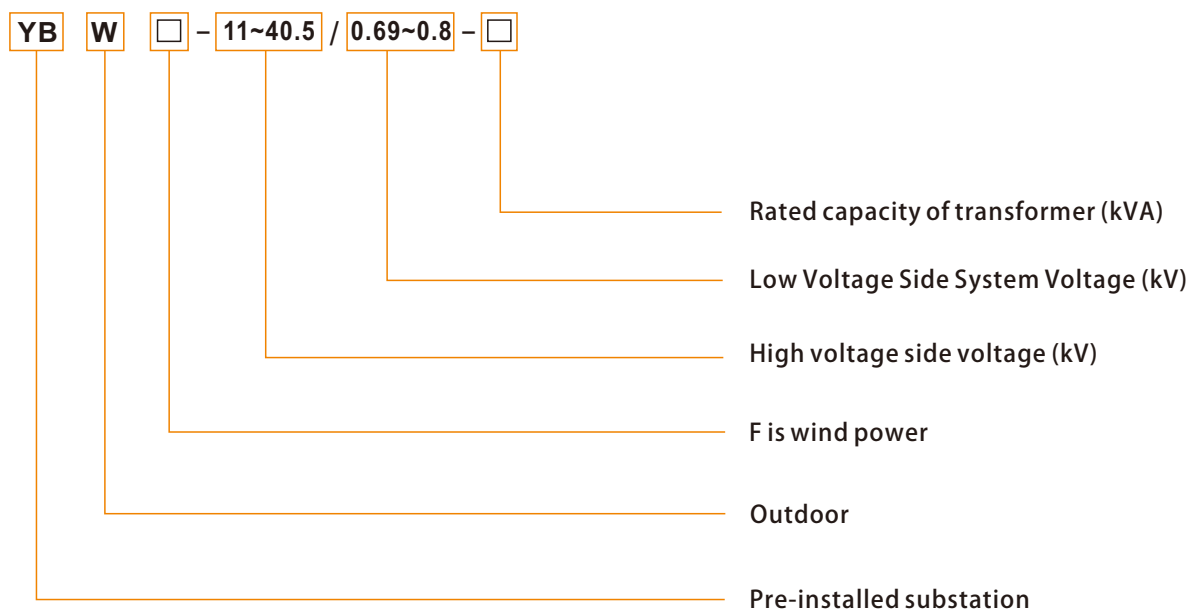 YB W □ – 11~40.5 / 0.69~0.8 – □
Rated capacity of transformer (kVA)
Low Voltage Side System Voltage (kV)
High voltage side voltage (kV)
F is wind power
Outdoor
Pre-installed substation